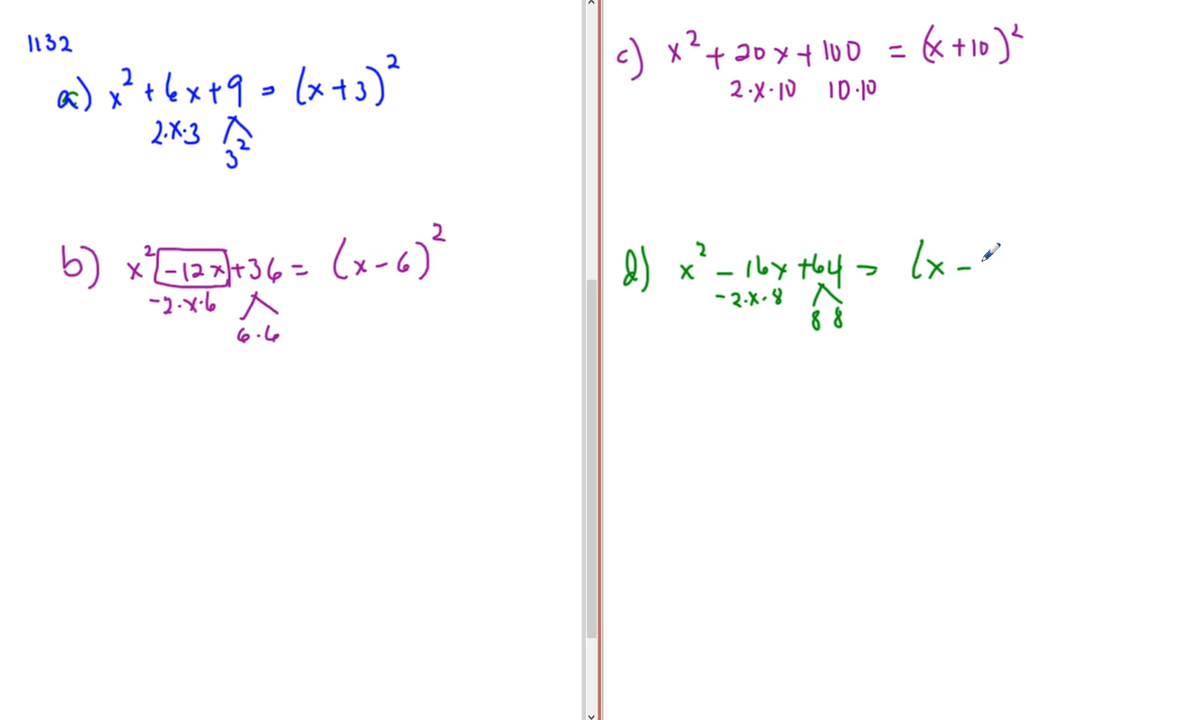 1132
a) x² + 6x + 9 = (x + 3)²
2·x·3 3²
b) x² -12x + 36 = (x - 6)²
-2·x·6 6·6
c) x² + 20x + 100 = (x + 10)²
2·x·10 10·10
d) x² - 16x + 64 = (x -
-2·x·8 8 8